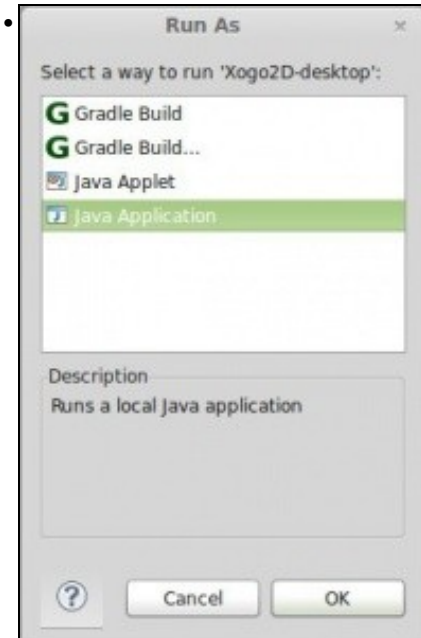 Run As
Select a way to run 'Xogo2D-desktop':
G Gradle Build
G Gradle Build...
Java Applet
Java Application
Description
Runs a local Java application
? Cancel OK